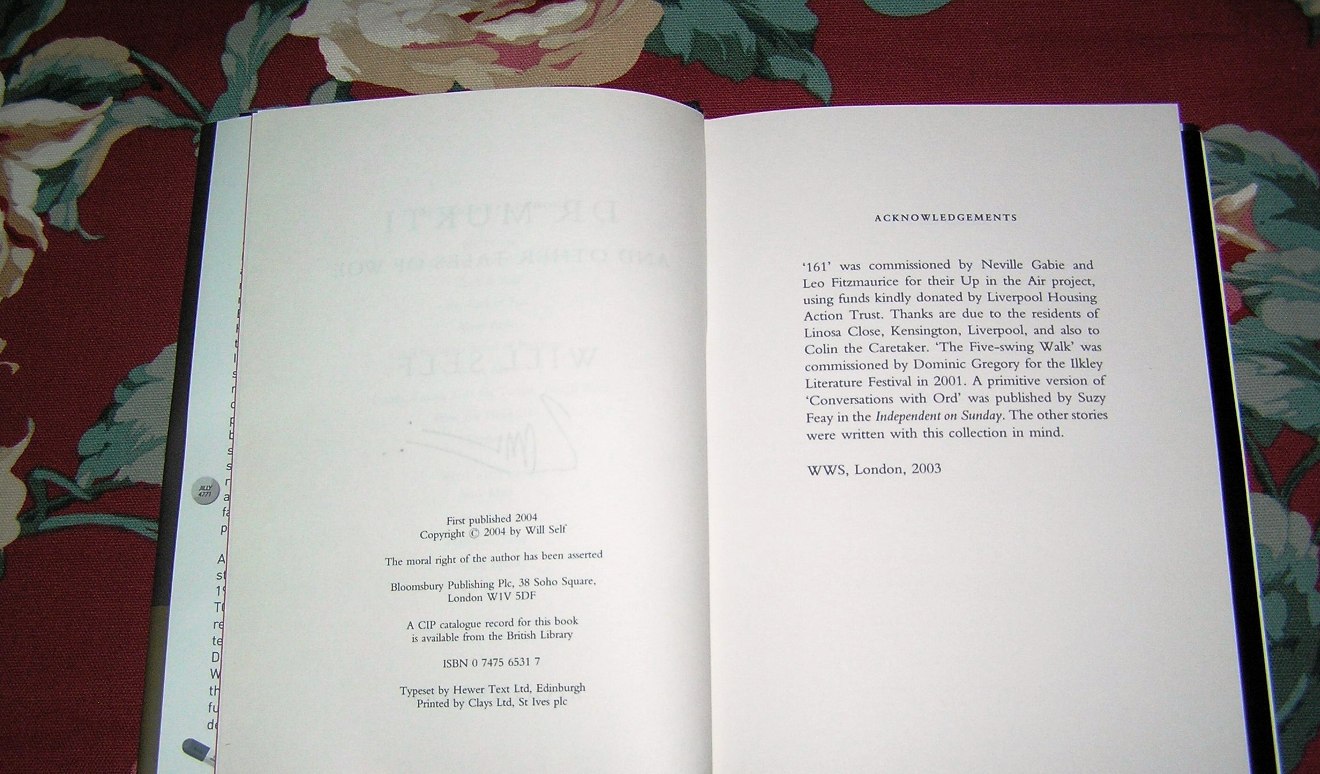 First published 2004
Copyright © 2004 by Will Self
The moral right of the author has been asserted
Bloomsbury Publishing Plc, 38 Soho Square,
London W1V 5DF
A CIP catalogue record for this book
is available from the British Library
ISBN 0 7475 6531 7
Typeset by Hewer Text Ltd, Edinburgh
Printed by Clays Ltd, St Ives plc
ACKNOWLEDGEMENTS
‘161’ was commissioned by Neville Gabie and
Leo Fitzmaurice for their Up in the Air project,
using funds kindly donated by Liverpool Housing
Action Trust. Thanks are due to the residents of
Linosa Close, Kensington, Liverpool, and also to
Colin the Caretaker. ‘The Five-swing Walk’ was
commissioned by Dominic Gregory for the Ilkley
Literature Festival in 2001. A primitive version of
‘Conversations with Ord’ was published by Suzy
Feay in the Independent on Sunday. The other stories
were written with this collection in mind.
WWS, London, 2003